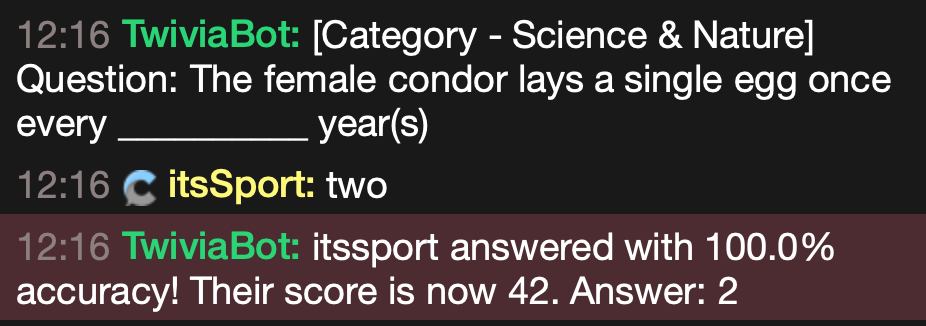 12:16 TwiviaBot: [Category - Science & Nature]
Question: The female condor lays a single egg once
every __________ year(s)
12:16 itsSport: two
12:16 TwiviaBot: itssport answered with 100.0%
accuracy! Their score is now 42. Answer: 2